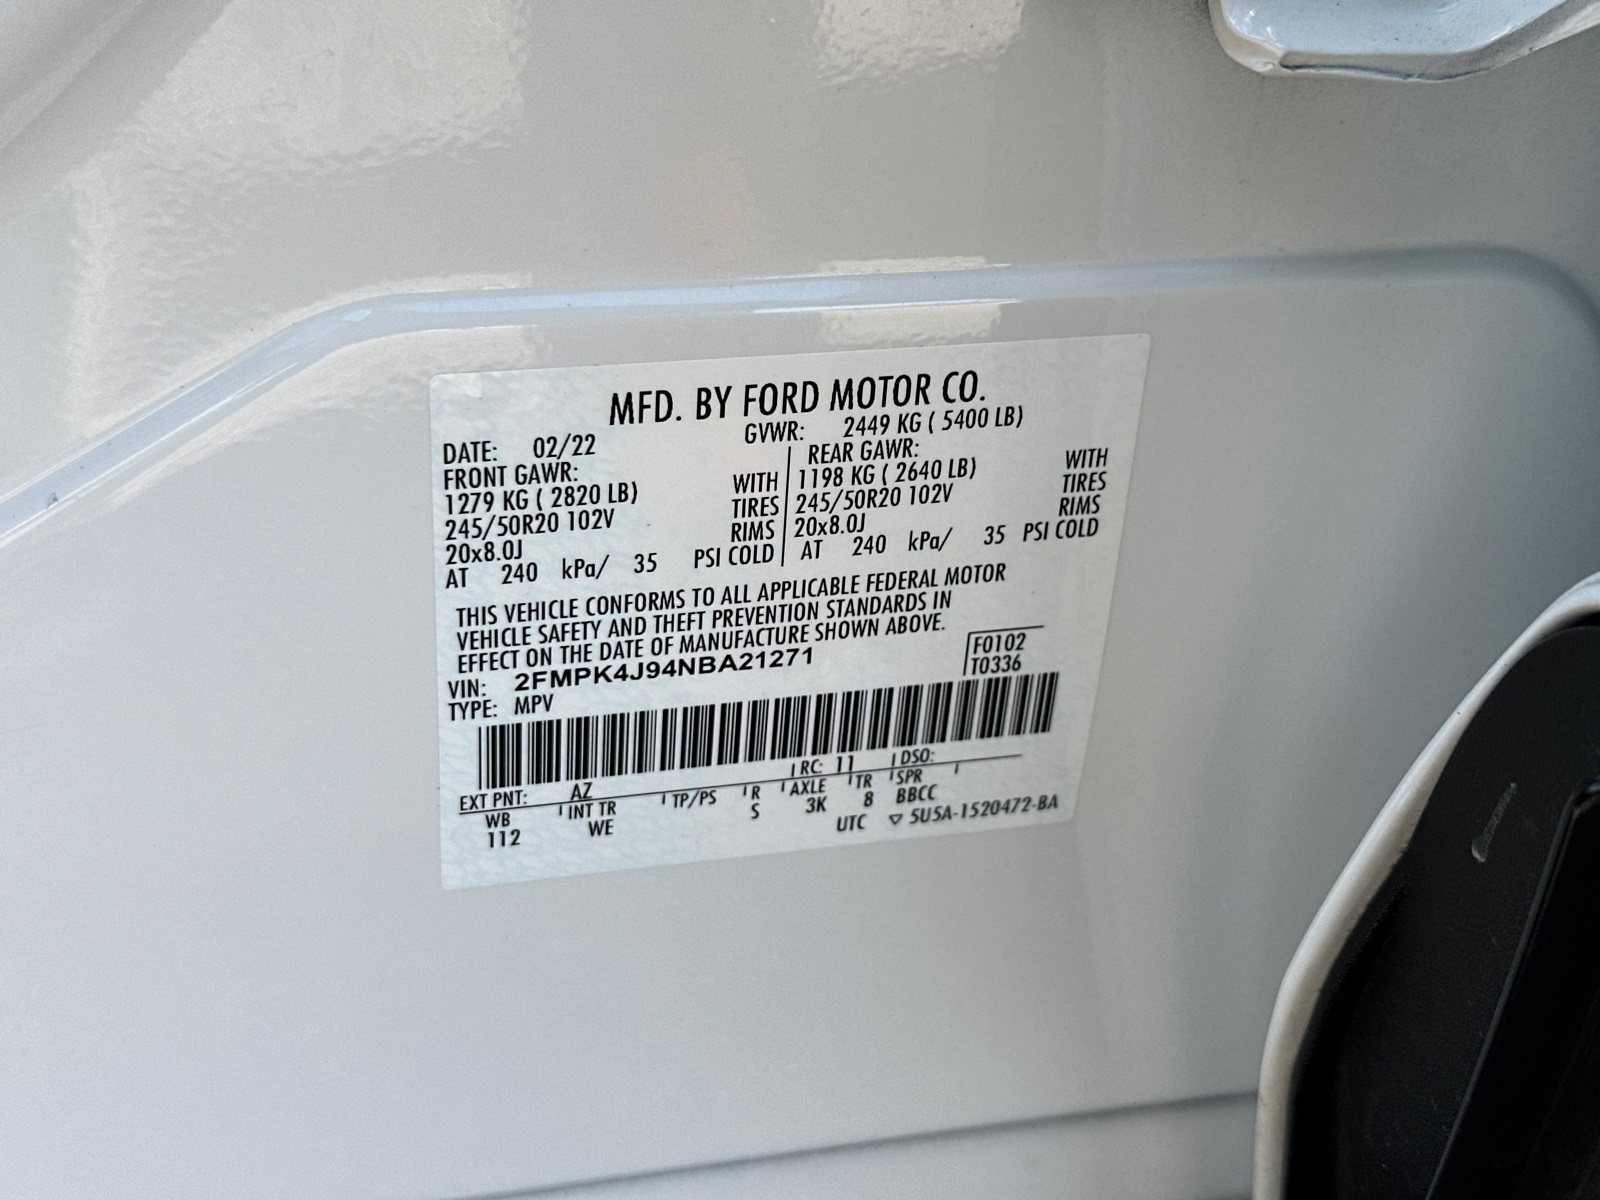 MFD. BY FORD MOTOR CO.
DATE: 02/22 GVWR: 2449 KG ( 5400 LB)
FRONT GAWR: REAR GAWR:
1279 KG ( 2820 LB) WITH 1198 KG ( 2640 LB) WITH
245/50R20 102V TIRES 245/50R20 102V TIRES
20x8.0J RIMS 20x8.0J RIMS
AT 240 kPa/ 35 PSI COLD AT 240 kPa/ 35 PSI COLD
THIS VEHICLE CONFORMS TO ALL APPLICABLE FEDERAL MOTOR
VEHICLE SAFETY AND THEFT PREVENTION STANDARDS IN
EFFECT ON THE DATE OF MANUFACTURE SHOWN ABOVE.
VIN: 2FMPK4J94NBA21271 F0102
TYPE: MPV T0336
EXT PNT: AZ RC: 11 DSO:
WB INT TR TP/PS R AXLE TR SPR
112 WE S 3K 8 BBCC
UTC ▽ 5U5A-1520472-BA